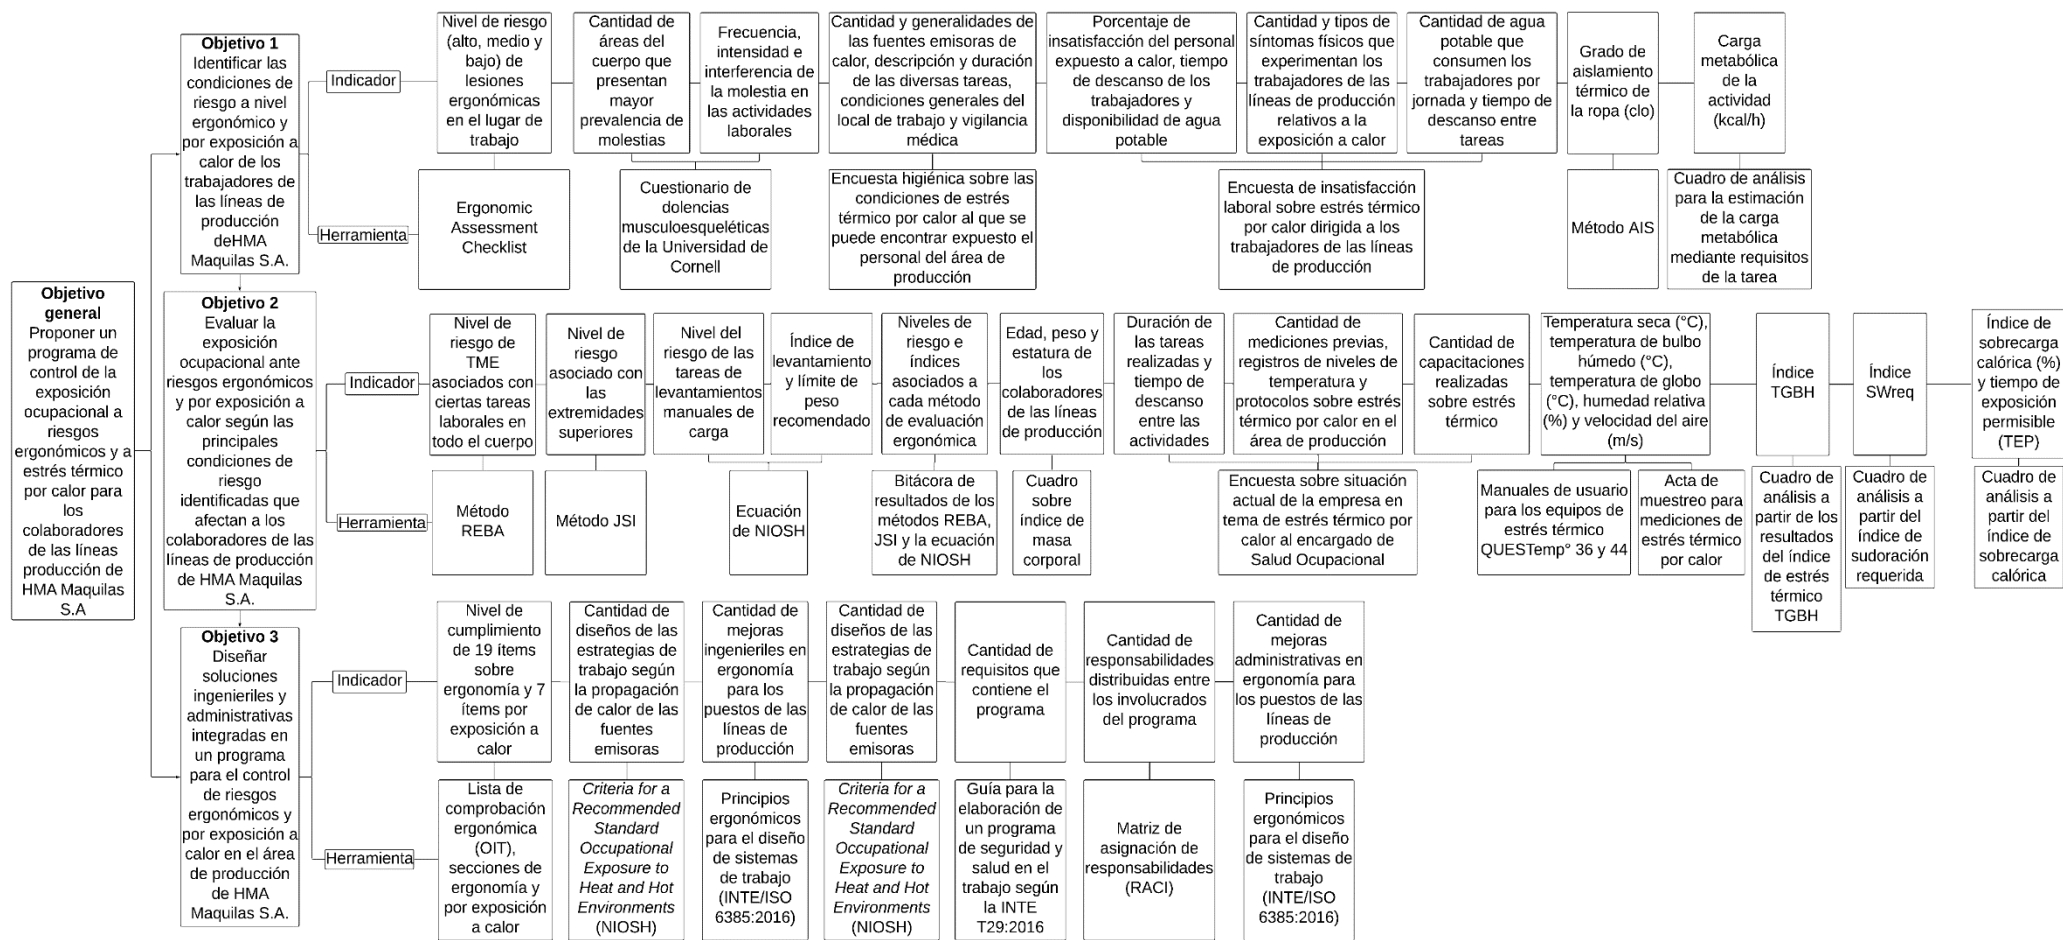 Objetivo
general
Proponer un
programa de
control de la
exposición
ocupacional a
riesgos
ergonómicos y a
estrés térmico
por calor para
los
colaboradores
de las líneas
producción de
HMA Maquilas
S.A
Objetivo 1
Identificar las
condiciones de
riesgo a nivel
ergonómico y
por exposición a
calor de los
trabajadores de
las líneas de
producción deHMA
Maquilas S.A.
Indicador
Nivel de riesgo
(alto, medio y
bajo) de
lesiones
ergonómicas
en el lugar de
trabajo
Cantidad de
áreas del
cuerpo que
presentan
mayor
prevalencia de
molestias
Frecuencia,
intensidad e
interferencia de
la molestia en
las actividades
laborales
Cantidad y generalidades de
las fuentes emisoras de
calor, descripción y duración
de las diversas tareas,
condiciones generales del
local de trabajo y vigilancia
médica
Porcentaje de
insatisfacción del personal
expuesto a calor, tiempo
de descanso de los
trabajadores y
disponibilidad de agua
potable
Cantidad y tipos de
síntomas físicos que
experimentan los
trabajadores de las
líneas de producción
relativos a la
exposición a calor
Cantidad de agua
potable que
consumen los
trabajadores por
jornada y tiempo de
descanso entre
tareas
Grado de
aislamiento
térmico de
la ropa (clo)
Carga
metabólica
de la
actividad
(kcal/h)
Herramienta
Ergonomic
Assessment
Checklist
Cuestionario de
dolencias
musculoesqueléticas
de la Universidad de
Cornell
Encuesta higiénica sobre las
condiciones de estrés
térmico por calor al que se
puede encontrar expuesto el
personal del área de
producción
Encuesta de insatisfacción
laboral sobre estrés térmico
por calor dirigida a los
trabajadores de las líneas
de producción
Método AIS
Cuadro de análisis
para la estimación
de la carga
metabólica
mediante requisitos
de la tarea
Objetivo 2
Evaluar la
exposición
ocupacional ante
riesgos ergonómicos
y por exposición a
calor según las
principales
condiciones de
riesgo
identificadas que
afectan a los
colaboradores de las
líneas de producción
de HMA Maquilas
S.A.
Indicador
Nivel de
riesgo de
TME
asociados con
ciertas tareas
laborales en
todo el cuerpo
Nivel de
riesgo
asociado con
las
extremidades
superiores
Nivel del
riesgo de las
tareas de
levantamientos
manuales de
carga
Índice de
levantamiento
y límite de
peso
recomendado
Niveles de
riesgo e
índices
asociados a
cada método
de evaluación
ergonómica
Edad, peso y
estatura de
los
colaboradores
de las líneas
de producción
Duración de
las tareas
realizadas y
tiempo de
descanso
entre las
actividades
Cantidad de
mediciones previas,
registros de niveles de
temperatura y
protocolos sobre estrés
térmico por calor en el
área de producción
Cantidad de
capacitaciones
realizadas
sobre estrés
térmico
Temperatura seca (°C),
temperatura de bulbo
húmedo (°C),
temperatura de globo
(°C), humedad relativa
(%) y velocidad del aire
(m/s)
Índice
TGBH
Índice
SWreq
Índice de
sobrecarga
calórica (%)
y tiempo de
exposición
permisible
(TEP)
Herramienta
Método
REBA
Método JSI
Ecuación
de NIOSH
Bitácora de
resultados de los
métodos REBA,
JSI y la ecuación
de NIOSH
Cuadro
sobre
índice de
masa
corporal
Encuesta sobre situación
actual de la empresa en
tema de estrés térmico por
calor al encargado de
Salud Ocupacional
Manuales de usuario
para los equipos de
estrés térmico
QUESTemp° 36 y 44
Acta de
muestreo para
mediciones de
estrés térmico
por calor
Cuadro de
análisis a
partir de los
resultados
del índice
de estrés
térmico
TGBH
Cuadro de
análisis a
partir del
índice de
sudoración
requerida
Cuadro de
análisis a
partir del
índice de
sobrecarga
calórica
Objetivo 3
Diseñar
soluciones
ingenieriles y
administrativas
integradas en
un programa
para el control
de riesgos
ergonómicos y
por exposición a
calor en el área
de producción
de HMA
Maquilas S.A.
Indicador
Nivel de
cumplimiento
de 19 ítems
sobre
ergonomía y 7
ítems por
exposición a
calor
Cantidad de
diseños de las
estrategias de
trabajo según
la propagación
de calor de las
fuentes
emisoras
Cantidad de
mejoras
ingenieriles en
ergonomía
para los
puestos de las
líneas de
producción
Cantidad de
diseños de las
estrategias de
trabajo según
la propagación
de calor de las
fuentes
emisoras
Cantidad de
requisitos que
contiene el
programa
Cantidad de
responsabilidades
distribuidas entre
los involucrados
del programa
Cantidad de
mejoras
administrativas en
ergonomía para
los puestos de las
líneas de
producción
Herramienta
Lista de
comprobación
ergonómica
(OIT),
secciones de
ergonomía y
por exposición
a calor
Criteria for a
Recommended
Standard
Occupational
Exposure to
Heat and Hot
Environments
(NIOSH)
Principios
ergonómicos
para el diseño
de sistemas
de trabajo
(INTE/ISO
6385:2016)
Criteria for a
Recommended
Standard
Occupational
Exposure to
Heat and Hot
Environments
(NIOSH)
Guía para la
elaboración de
un programa
de seguridad y
salud en el
trabajo según
la INTE
T29:2016
Matriz de
asignación de
responsabilidades
(RACI)
Principios
ergonómicos
para el diseño
de sistemas de
trabajo
(INTE/ISO
6385:2016)